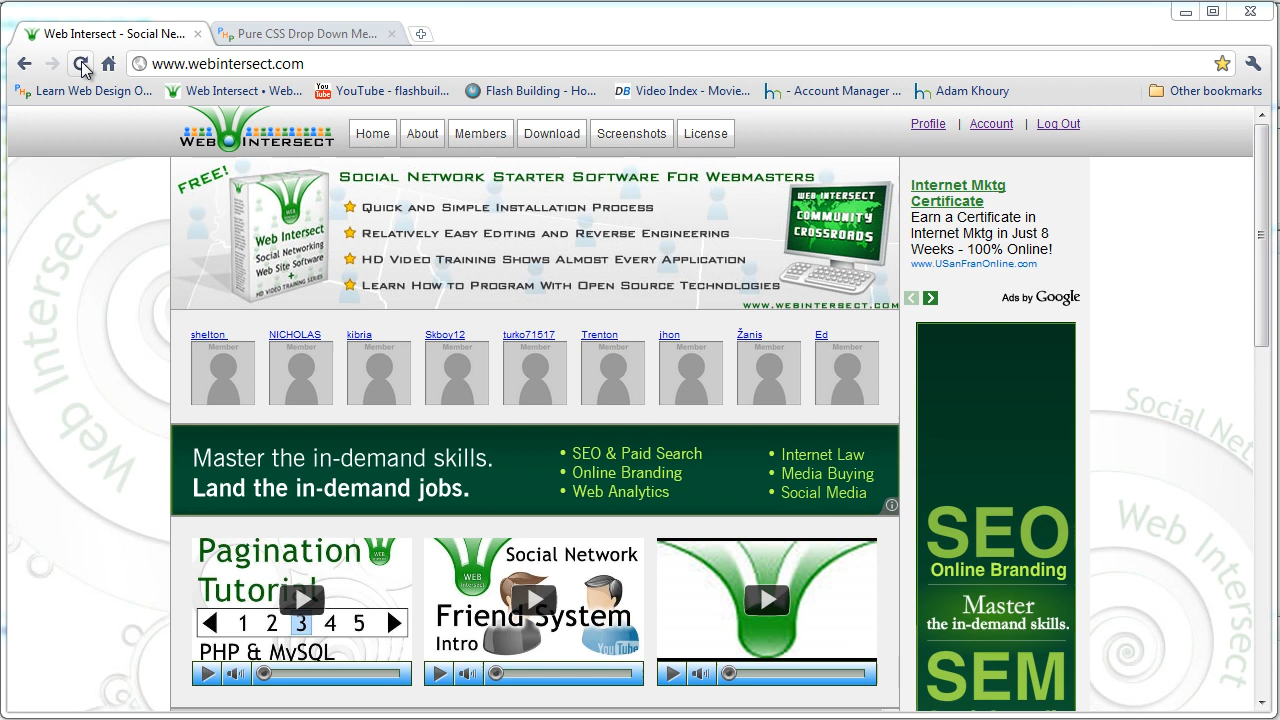 Web Intersect - Social Ne...
Pure CSS Drop Down Me...
www.webintersect.com
Learn Web Design O...
Web Intersect • Web...
You Tube
YouTube - flashbuil...
Flash Building - Ho...
DB Video Index - Movie...
- Account Manager ...
Adam Khoury
Other bookmarks
WEB INTERSECT
Home
About
Members
Download
Screenshots
License
Profile | Account | Log Out
FREE!
Social Network Starter Software For Webmasters
Quick and Simple Installation Process
Relatively Easy Editing and Reverse Engineering
HD Video Training Shows Almost Every Application
Learn How to Program With Open Source Technologies
www.webintersect.com
Web Intersect
Social Networking
Web Site Software
+
HD VIDEO TRAINING SERIES
WEB INTERSECT
COMMUNITY
CROSSROADS
Internet Mktg
Certificate
Earn a Certificate in
Internet Mktg in Just 8
Weeks - 100% Online!
www.USanFranOnline.com
Ads by Google
shelton
NICHOLAS
kibria
Skboy12
turko71517
Trenton
jhon
Žanis
Ed
Member
Member
Member
Member
Member
Member
Member
Member
Member
Master the in-demand skills.
Land the in-demand jobs.
• SEO & Paid Search
• Online Branding
• Web Analytics
• Internet Law
• Media Buying
• Social Media
Pagination
Tutorial
1 2 3 4 5
PHP & MySQL
WEB
Intersect
Social Network
Friend System
Intro
YouTube
SEO
Online Branding
Master
the in-demand skills.
SEM
Web Intersect
Social Net
Web Intersect